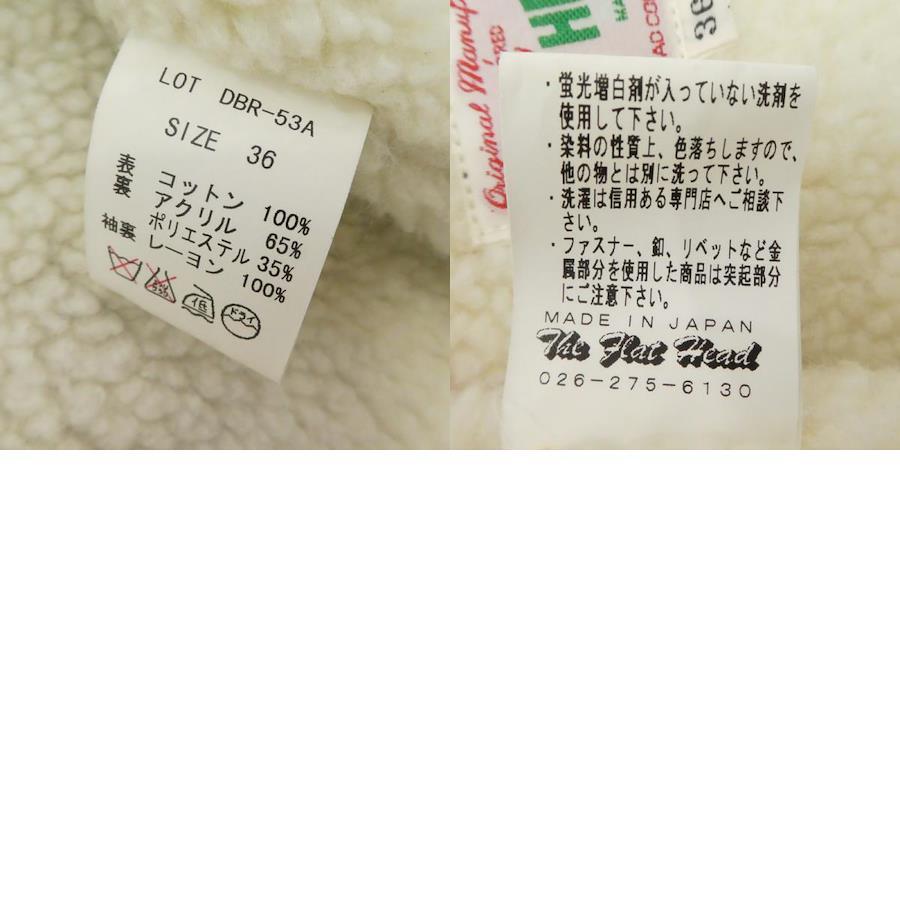 LOT DBR-53A
SIZE 36
表 コットン 100%
裏 アクリル 65%
ポリエステル 35%
袖裏 レーヨン 100%
低
ドライ
Original Manuf
36
・蛍光増白剤が入っていない洗剤を
使用して下さい。
・染料の性質上、色落ちしますので、
他の物とは別に洗って下さい。
・洗濯は信用ある専門店へご相談下
さい。
・ファスナー、釦、リベットなど金
属部分を使用した商品は突起部分
にご注意下さい。
MADE IN JAPAN
The Flat Head
026-275-6130